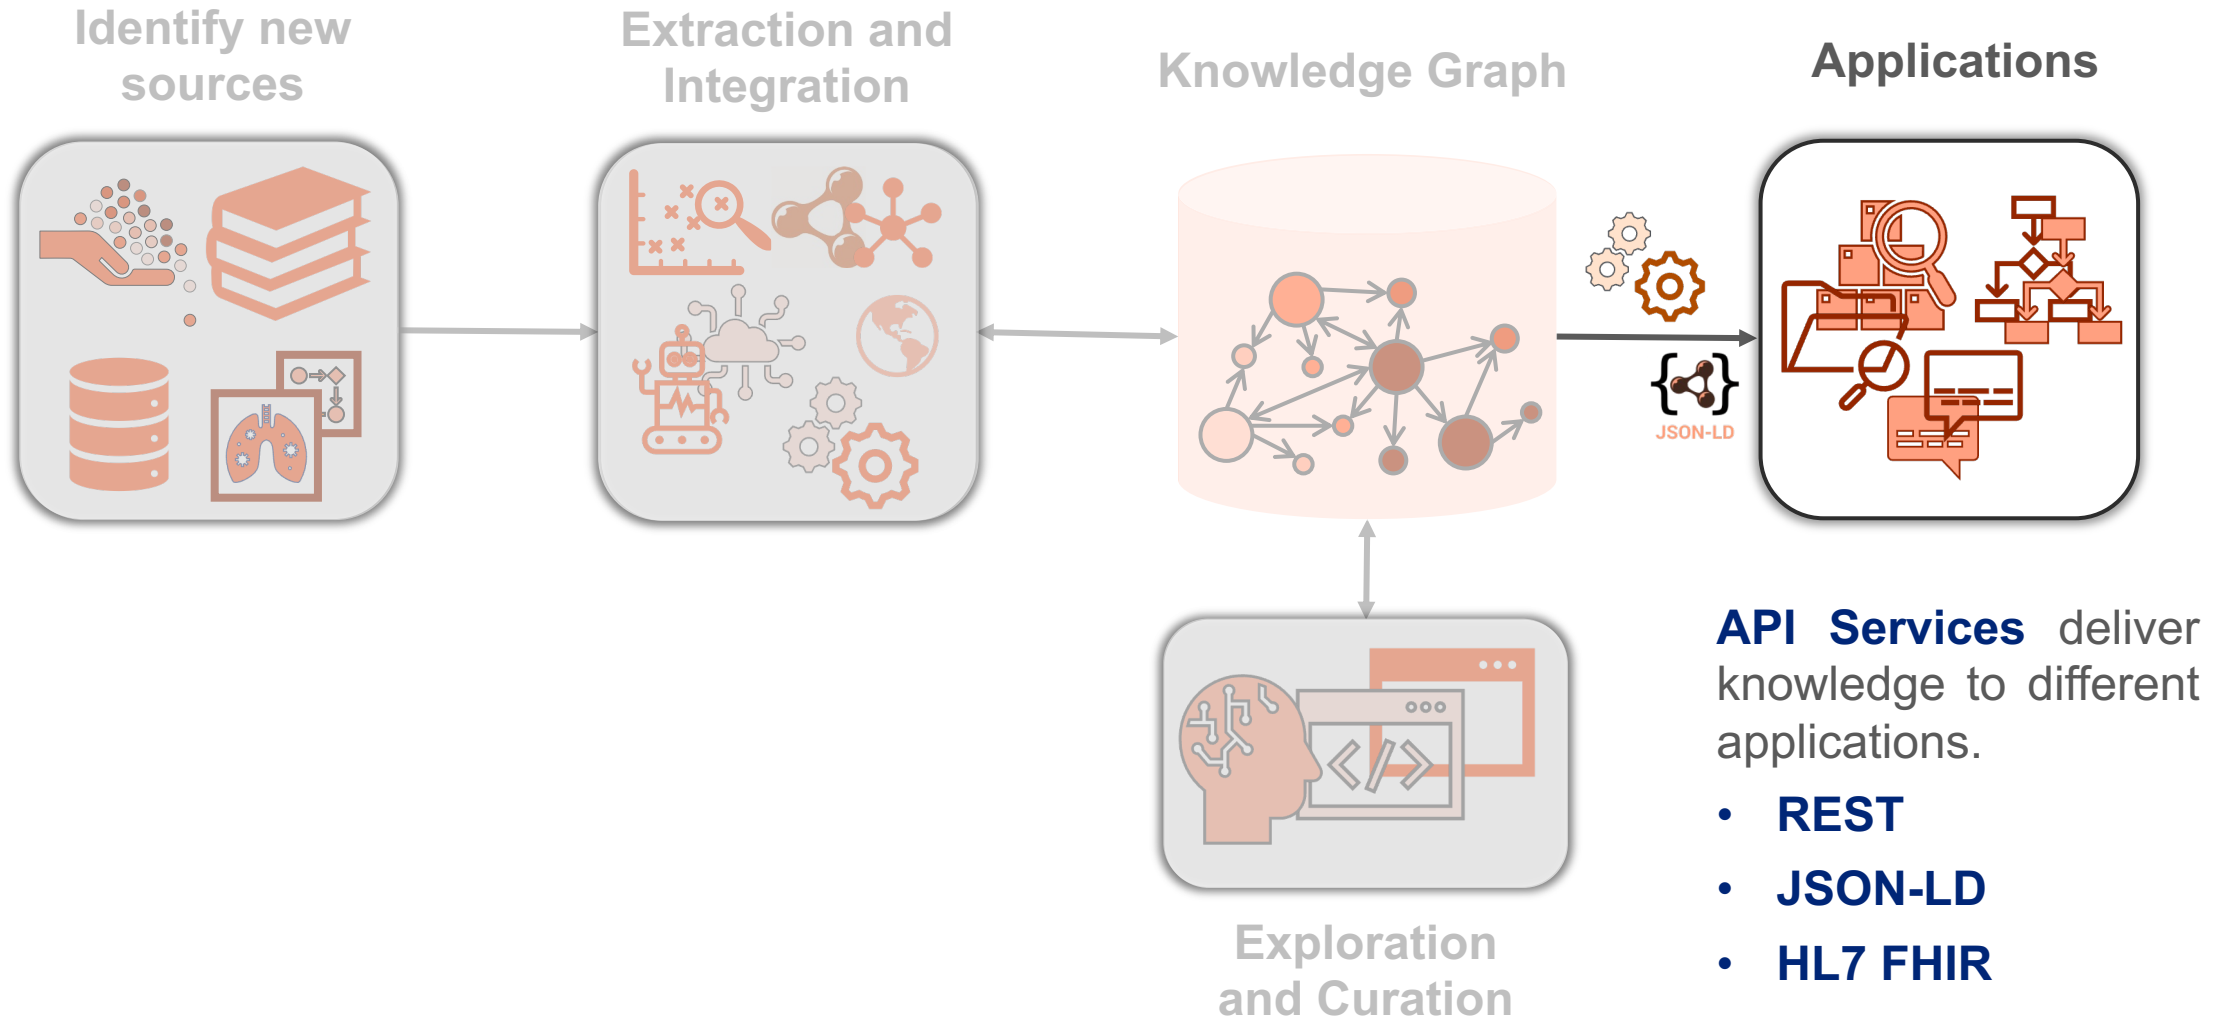 Identify new
sources
Extraction and
Integration
Knowledge Graph
Applications
JSON-LD
</>
API Services deliver
knowledge to different
applications.
• REST
• JSON-LD
• HL7 FHIR
Exploration
and Curation